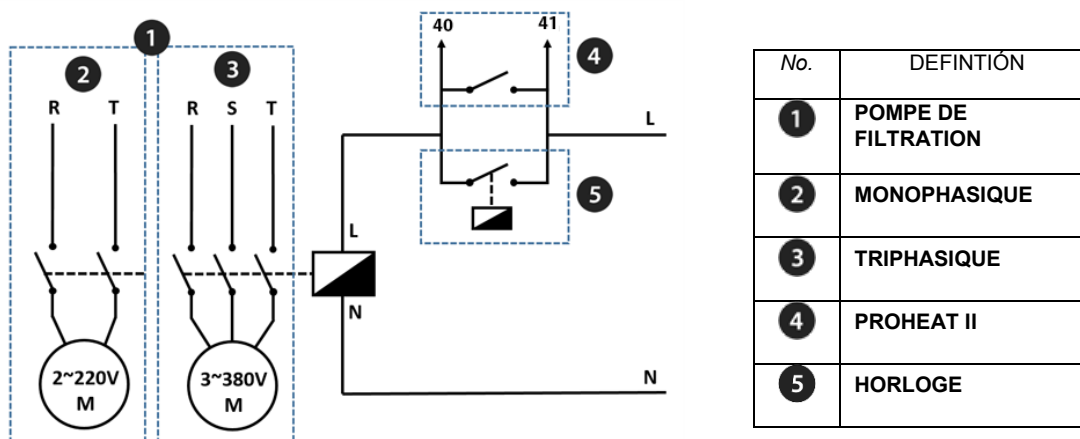 1
2
3
R T
R S T
2~220V
M
3~380V
M
40 41
4
L
5
L
N
N
No. DEFINTIÓN
1 POMPE DE
FILTRATION
2 MONOPHASIQUE
3 TRIPHASIQUE
4 PROHEAT II
5 HORLOGE